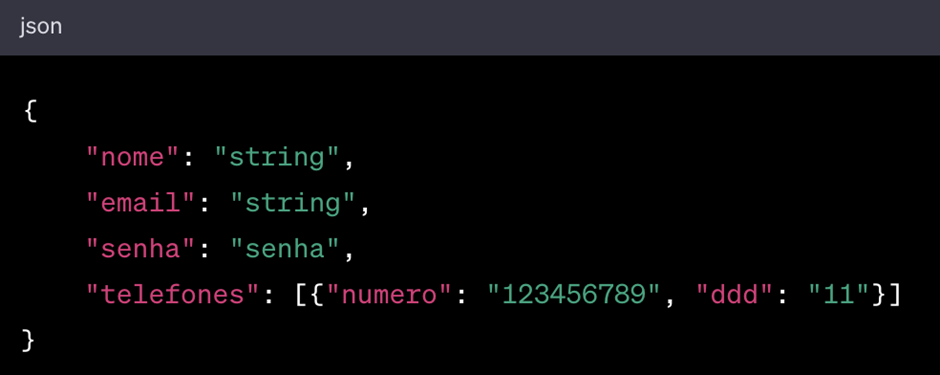 json
{
"nome": "string",
"email": "string",
"senha": "senha",
"telefones": [{"numero": "123456789", "ddd": "11"}]
}